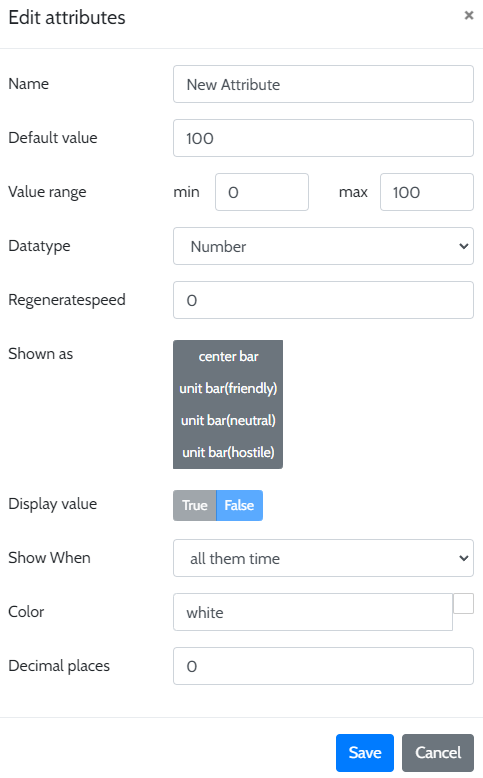 Edit attributes ×
Name New Attribute
Default value 100
Value range min 0 max 100
Datatype Number
Regeneratespeed 0
Shown as center bar
unit bar(friendly)
unit bar(neutral)
unit bar(hostile)
Display value True False
Show When all them time
Color white
Decimal places 0
Save Cancel